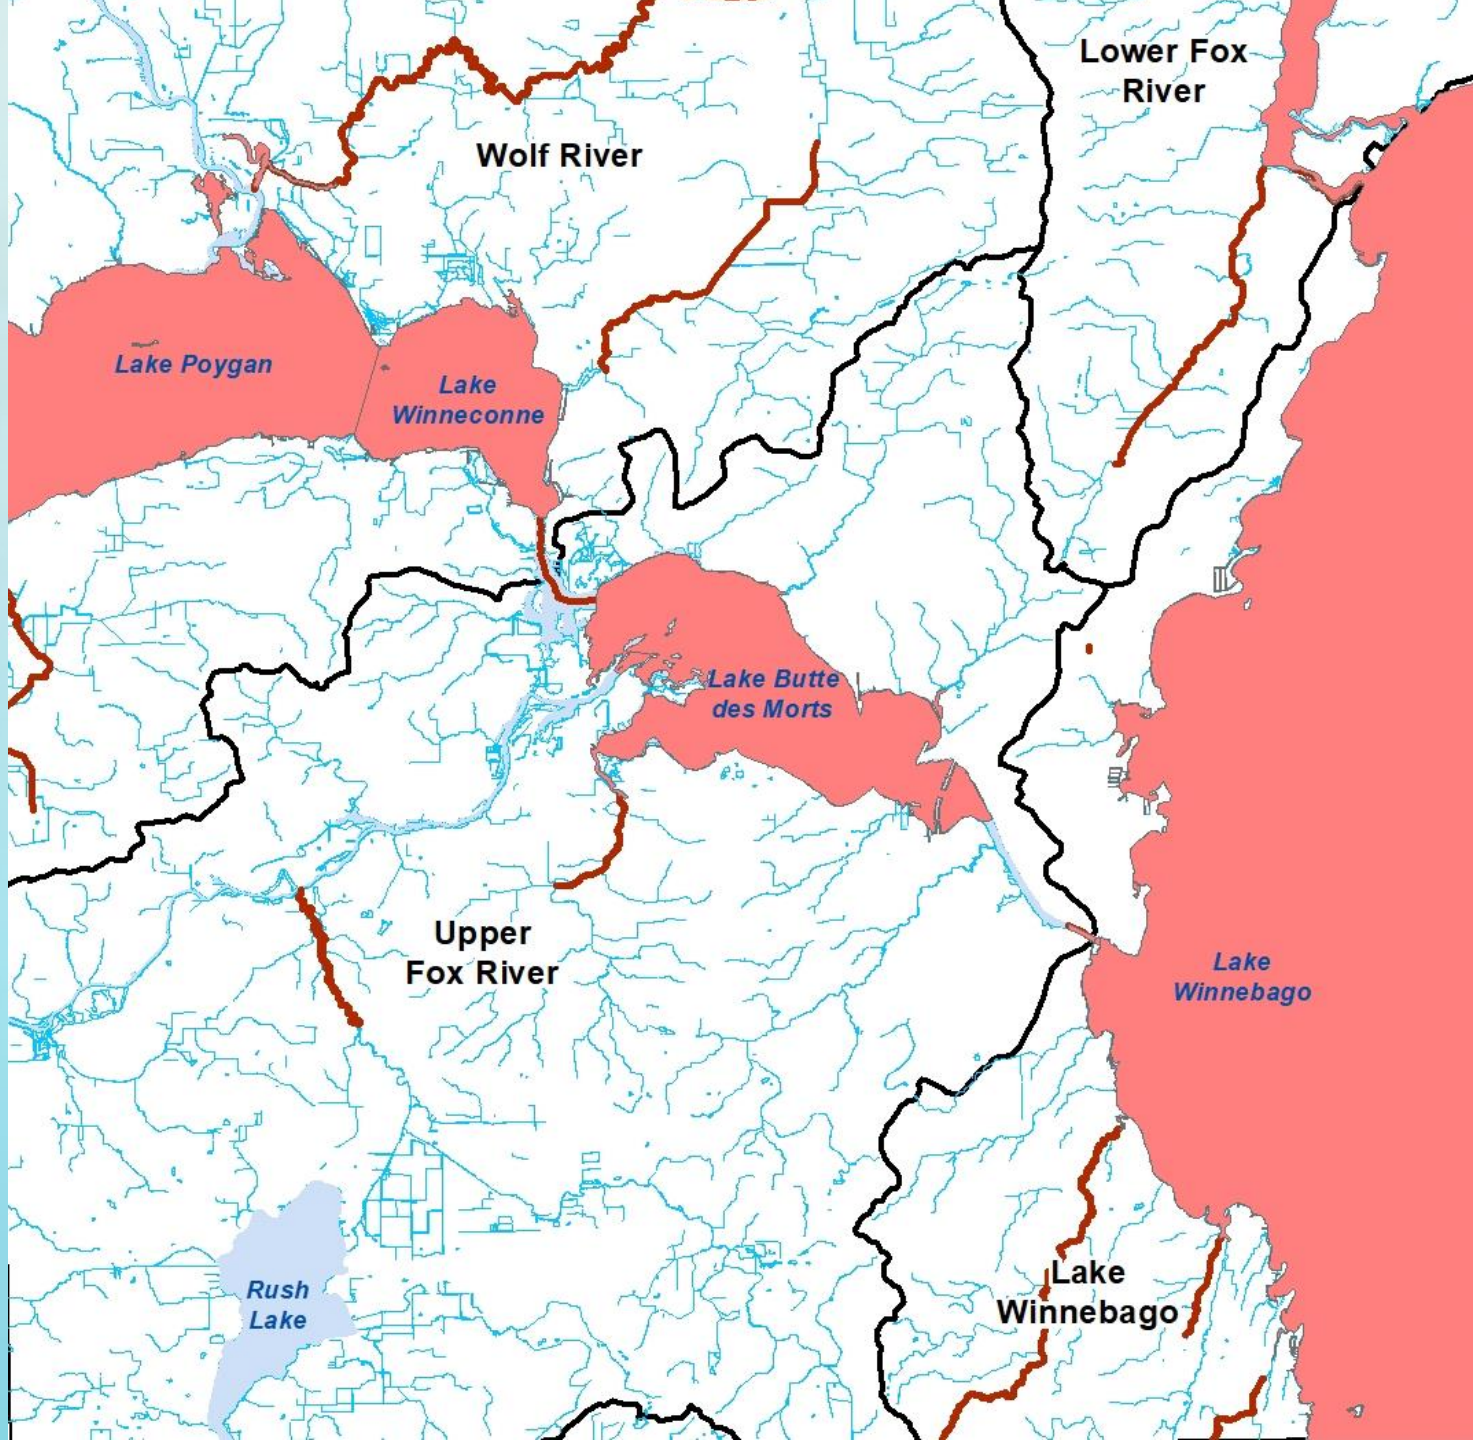 Lower Fox
River
Wolf River
Lake Poygan
Lake
Winneconne
Lake Butte
des Morts
Upper
Fox River
Lake
Winnebago
Rush
Lake
Lake
Winnebago